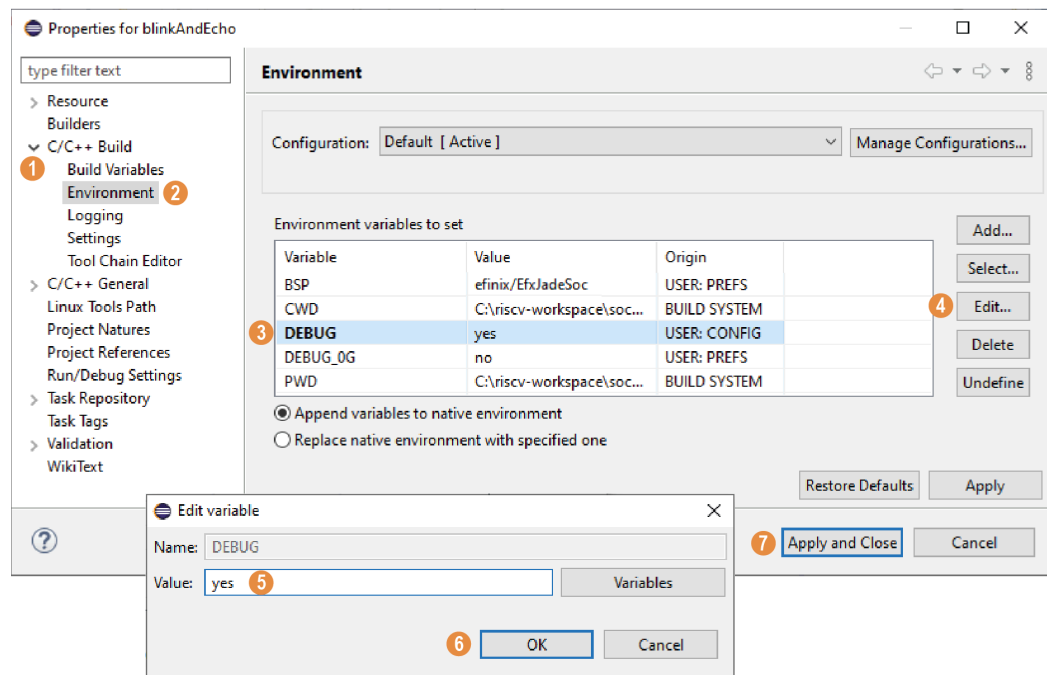 Properties for blinkAndEcho
type filter text
Resource
Builders
C/C++ Build
1
Build Variables
Environment 2
Logging
Settings
Tool Chain Editor
C/C++ General
Linux Tools Path
Project Natures
Project References
Run/Debug Settings
Task Repository
Task Tags
Validation
WikiText
Environment
Configuration: Default [ Active ] Manage Configurations...
Environment variables to set
Variable Value Origin
BSP efinix/EfxJadeSoc USER: PREFS
CWD C:\riscv-workspace\soc... BUILD SYSTEM
3 DEBUG yes USER: CONFIG
DEBUG_0G no USER: PREFS
PWD C:\riscv-workspace\soc... BUILD SYSTEM
Add...
Select...
4 Edit...
Delete
Undefine
Append variables to native environment
Replace native environment with specified one
Restore Defaults Apply
? 7 Apply and Close Cancel
Edit variable
Name: DEBUG
Value: yes 5 Variables
6 OK Cancel